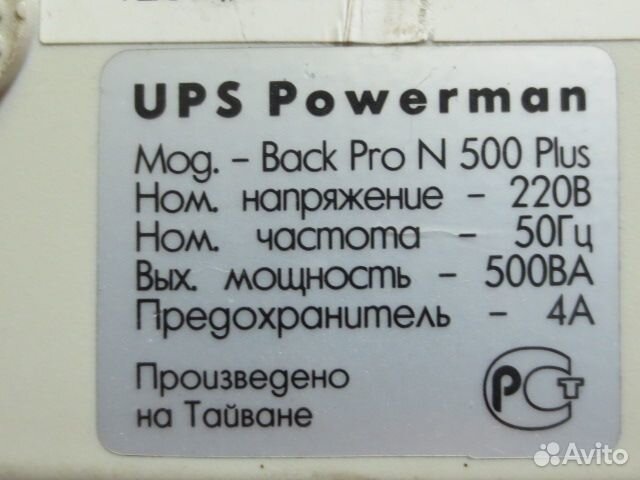 UPS Powerman
Мод. - Back Pro N 500 Plus
Ном. напряжение - 220В
Ном. частота - 50Гц
Вых. мощность - 500ВА
Предохранитель - 4А
Произведено
на Тайване
РСТ
Avito